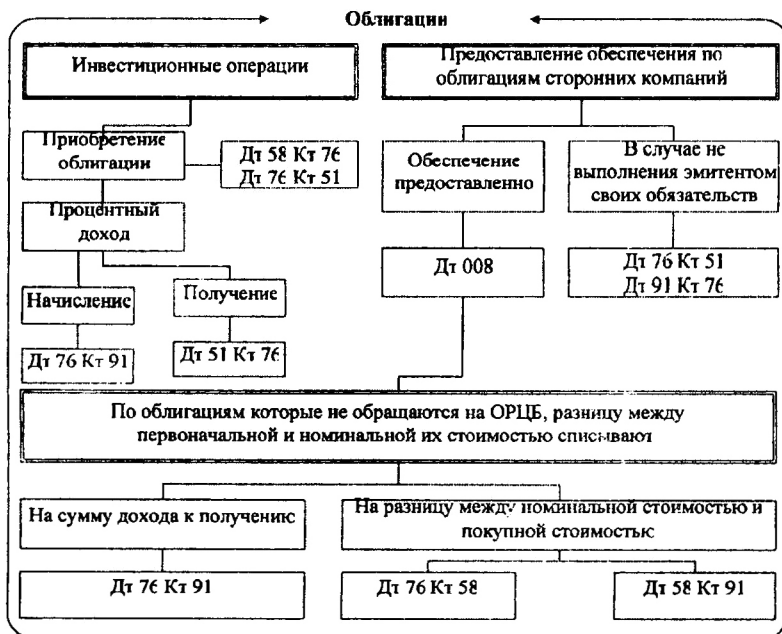 Облигации
Инвестиционные операции
Предоставление обеспечения по
облигациям сторонних компаний
Приобретение
облигации
Дт 58 Кт 76
Дт 76 Кт 51
Процентный
доход
Начисление
Получение
Дт 76 Кт 91
Дт 51 Кт 76
Обеспечение
предоставленно
В случае не
выполнения эмитентом
своих обязательств
Дт 008
Дт 76 Кт 51
Дт 91 Кт 76
По облигациям которые не обращаются на ОРЦБ, разницу между
первоначальной и номинальной их стоимостью списывают
На сумму дохода к получению
На разницу между номинальной стоимостью и
покупной стоимостью
Дт 76 Кт 91
Дт 76 Кт 58
Дт 58 Кт 91